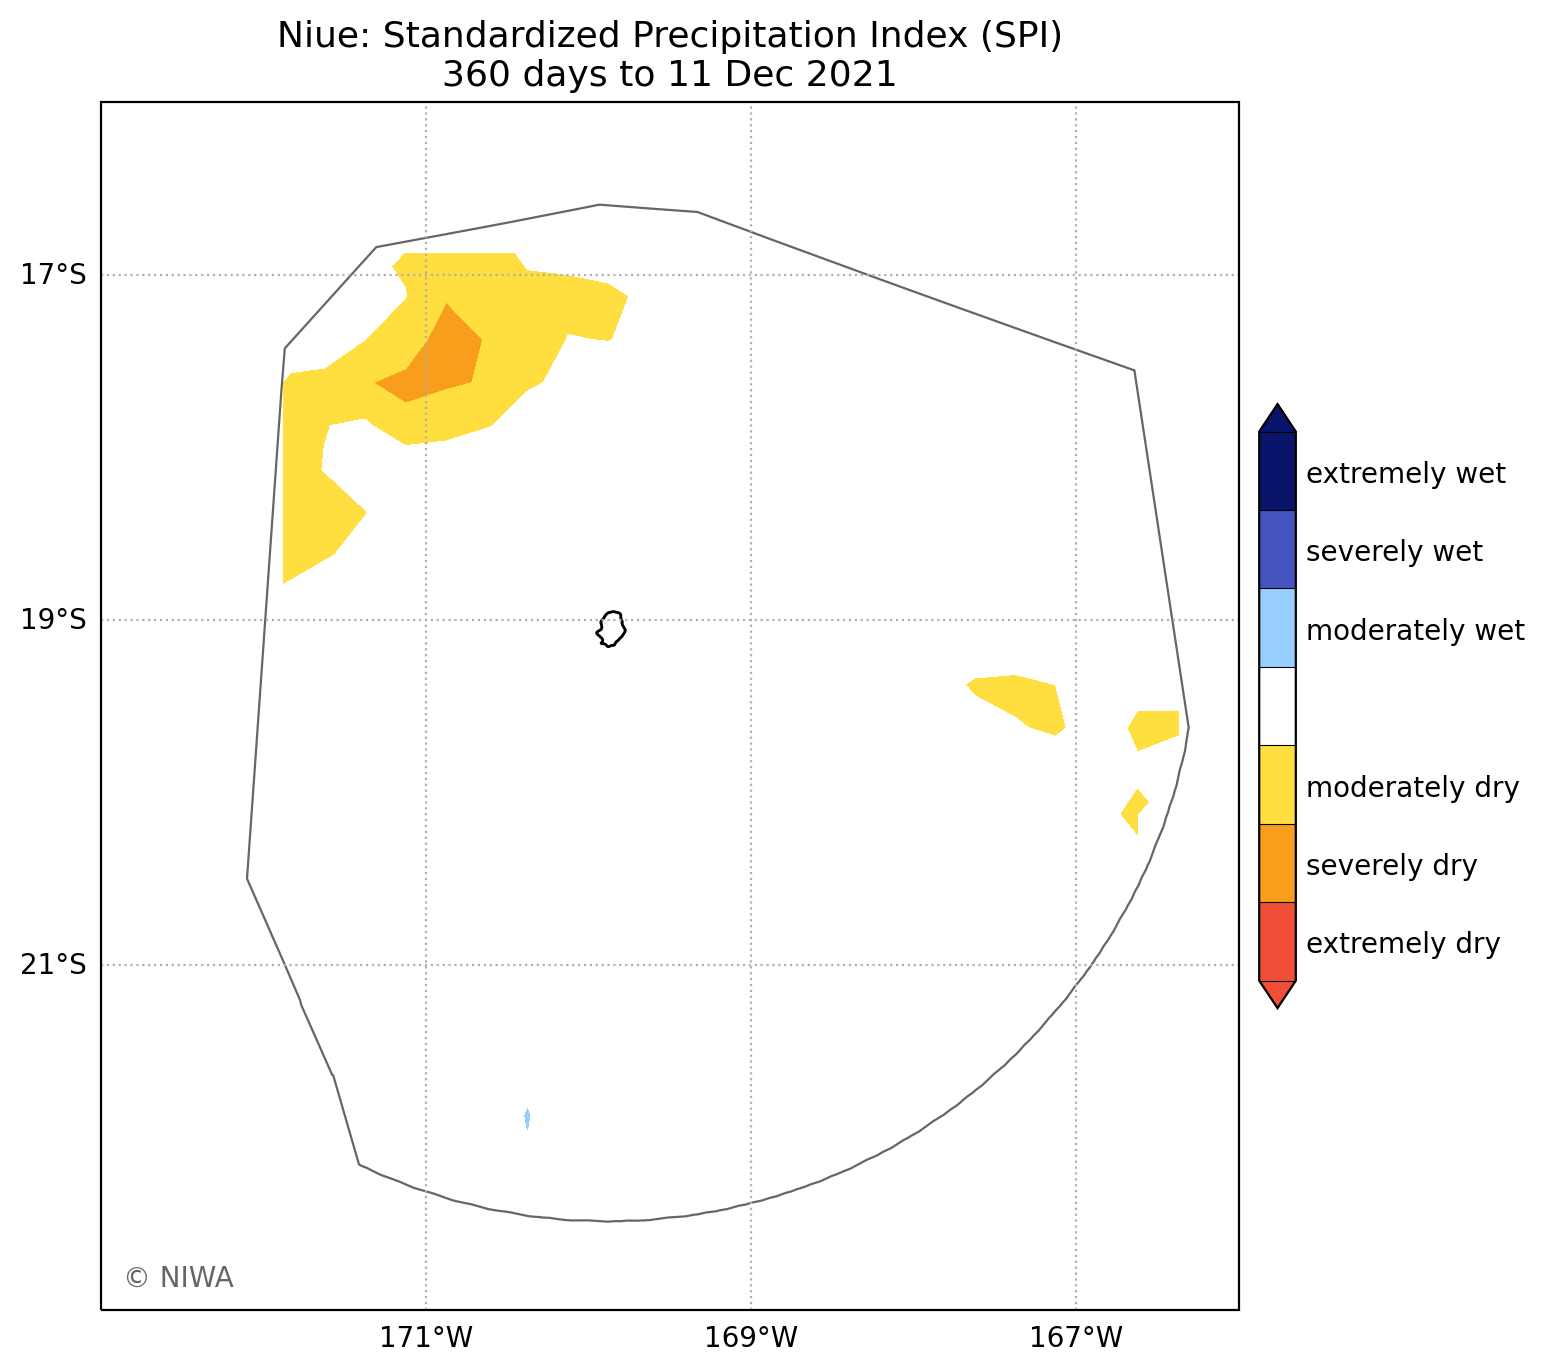 Niue: Standardized Precipitation Index (SPI)
360 days to 11 Dec 2021
17°S
19°S
21°S
171°W
169°W
167°W
extremely wet
severely wet
moderately wet
moderately dry
severely dry
extremely dry
© NIWA